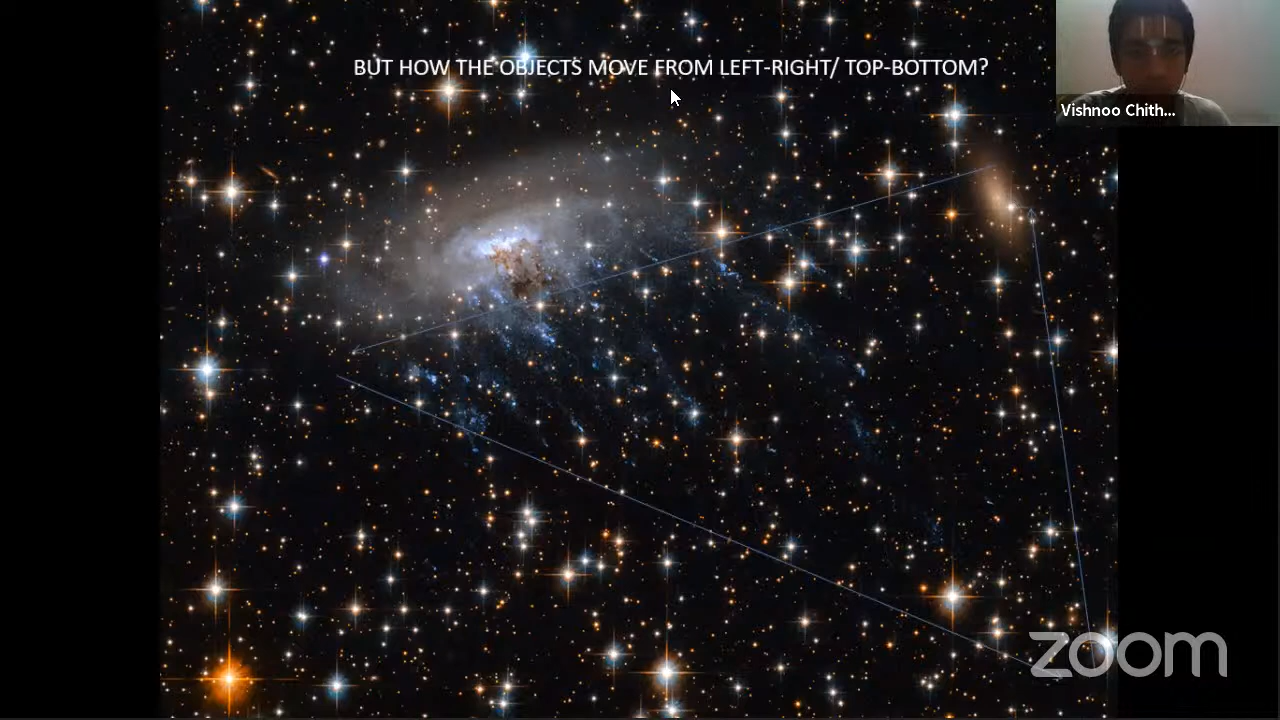 BUT HOW THE OBJECTS MOVE FROM LEFT-RIGHT/ TOP-BOTTOM?
Vishnoo Chith...
zoom